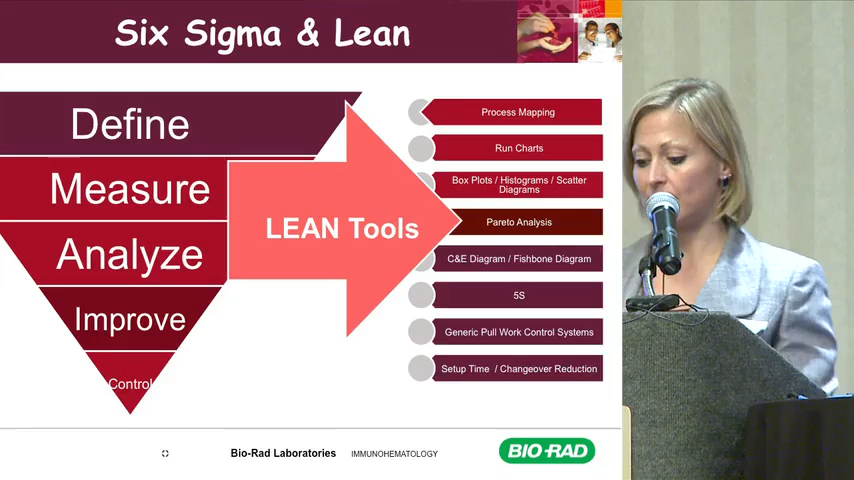 Six Sigma & Lean
Define
Measure
Analyze
Improve
Control
LEAN Tools
Process Mapping
Run Charts
Box Plots / Histograms / Scatter
Diagrams
Pareto Analysis
C&E Diagram / Fishbone Diagram
5S
Generic Pull Work Control Systems
Setup Time / Changeover Reduction
Bio-Rad Laboratories IMMUNOHEMATOLOGY
BIO-RAD